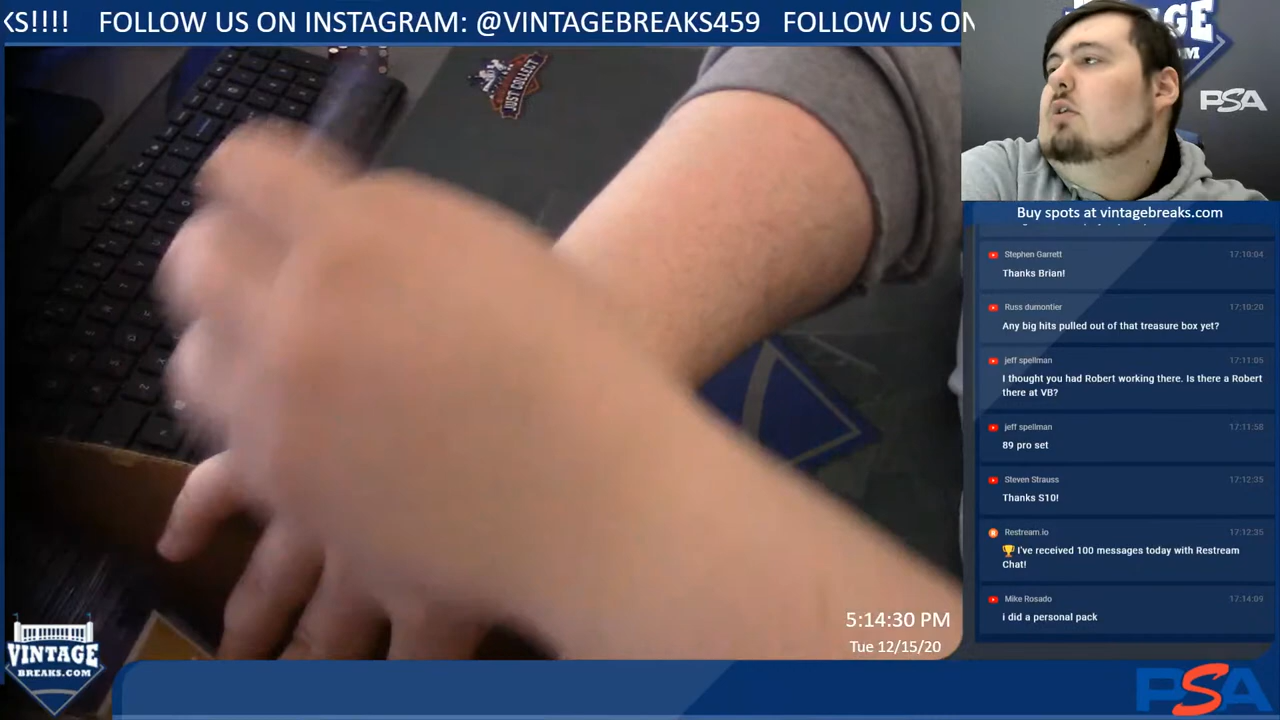 KS!!!! FOLLOW US ON INSTAGRAM: @VINTAGEBREAKS459 FOLLOW US ON
JUST COLLECT
GE
.COM
PSA
Buy spots at vintagebreaks.com
Stephen Garrett 17:10:04
Thanks Brian!
Russ dumontier 17:10:20
Any big hits pulled out of that treasure box yet?
jeff spellman 17:11:05
I thought you had Robert working there. Is there a Robert
there at VB?
jeff spellman 17:11:58
89 pro set
Steven Strauss 17:12:35
Thanks S10!
Restream.io 17:12:35
🏆 I've received 100 messages today with Restream
Chat!
Mike Rosado 17:14:09
i did a personal pack
5:14:30 PM
Tue 12/15/20
VINTAGE
BREAKS.COM
PSA